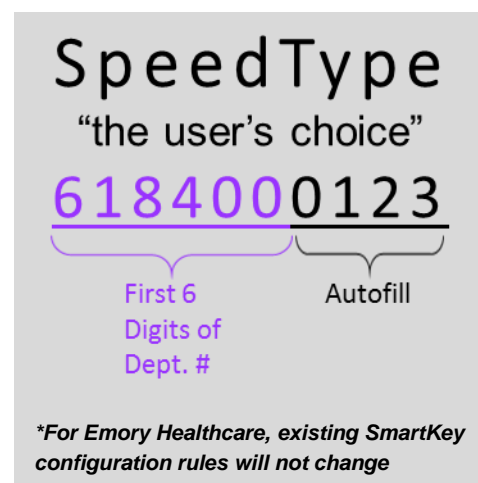 SpeedType
“the user’s choice”
6184000123
First 6
Digits of
Dept. #
Autofill
*For Emory Healthcare, existing SmartKey
configuration rules will not change